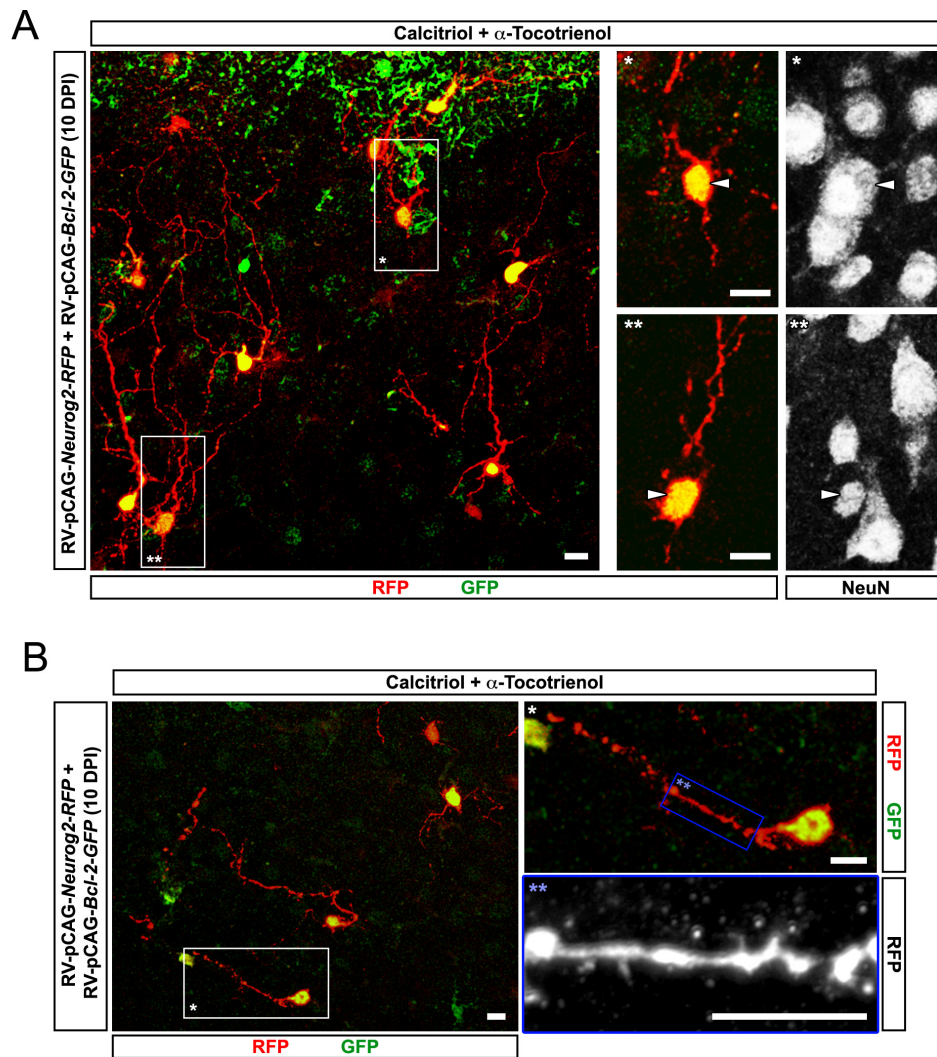 A
Calcitriol + α-Tocotrienol
RV-pCAG-Neurog2-RFP + RV-pCAG-Bcl-2-GFP (10 DPI)
*
**
*
*
**
**
RFP GFP
NeuN
B
Calcitriol + α-Tocotrienol
RV-pCAG-Neurog2-RFP +
RV-pCAG-Bcl-2-GFP (10 DPI)
*
*
**
RFP GFP
**
RFP
RFP GFP